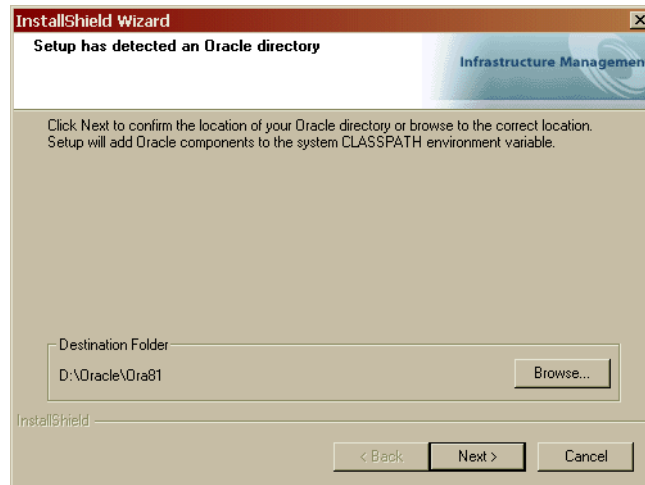 InstallShield Wizard
Setup has detected an Oracle directory
Infrastructure Managemen
Click Next to confirm the location of your Oracle directory or browse to the correct location.
Setup will add Oracle components to the system CLASSPATH environment variable.
Destination Folder
D:\Oracle\Ora81
Browse...
InstallShield
< Back
Next >
Cancel